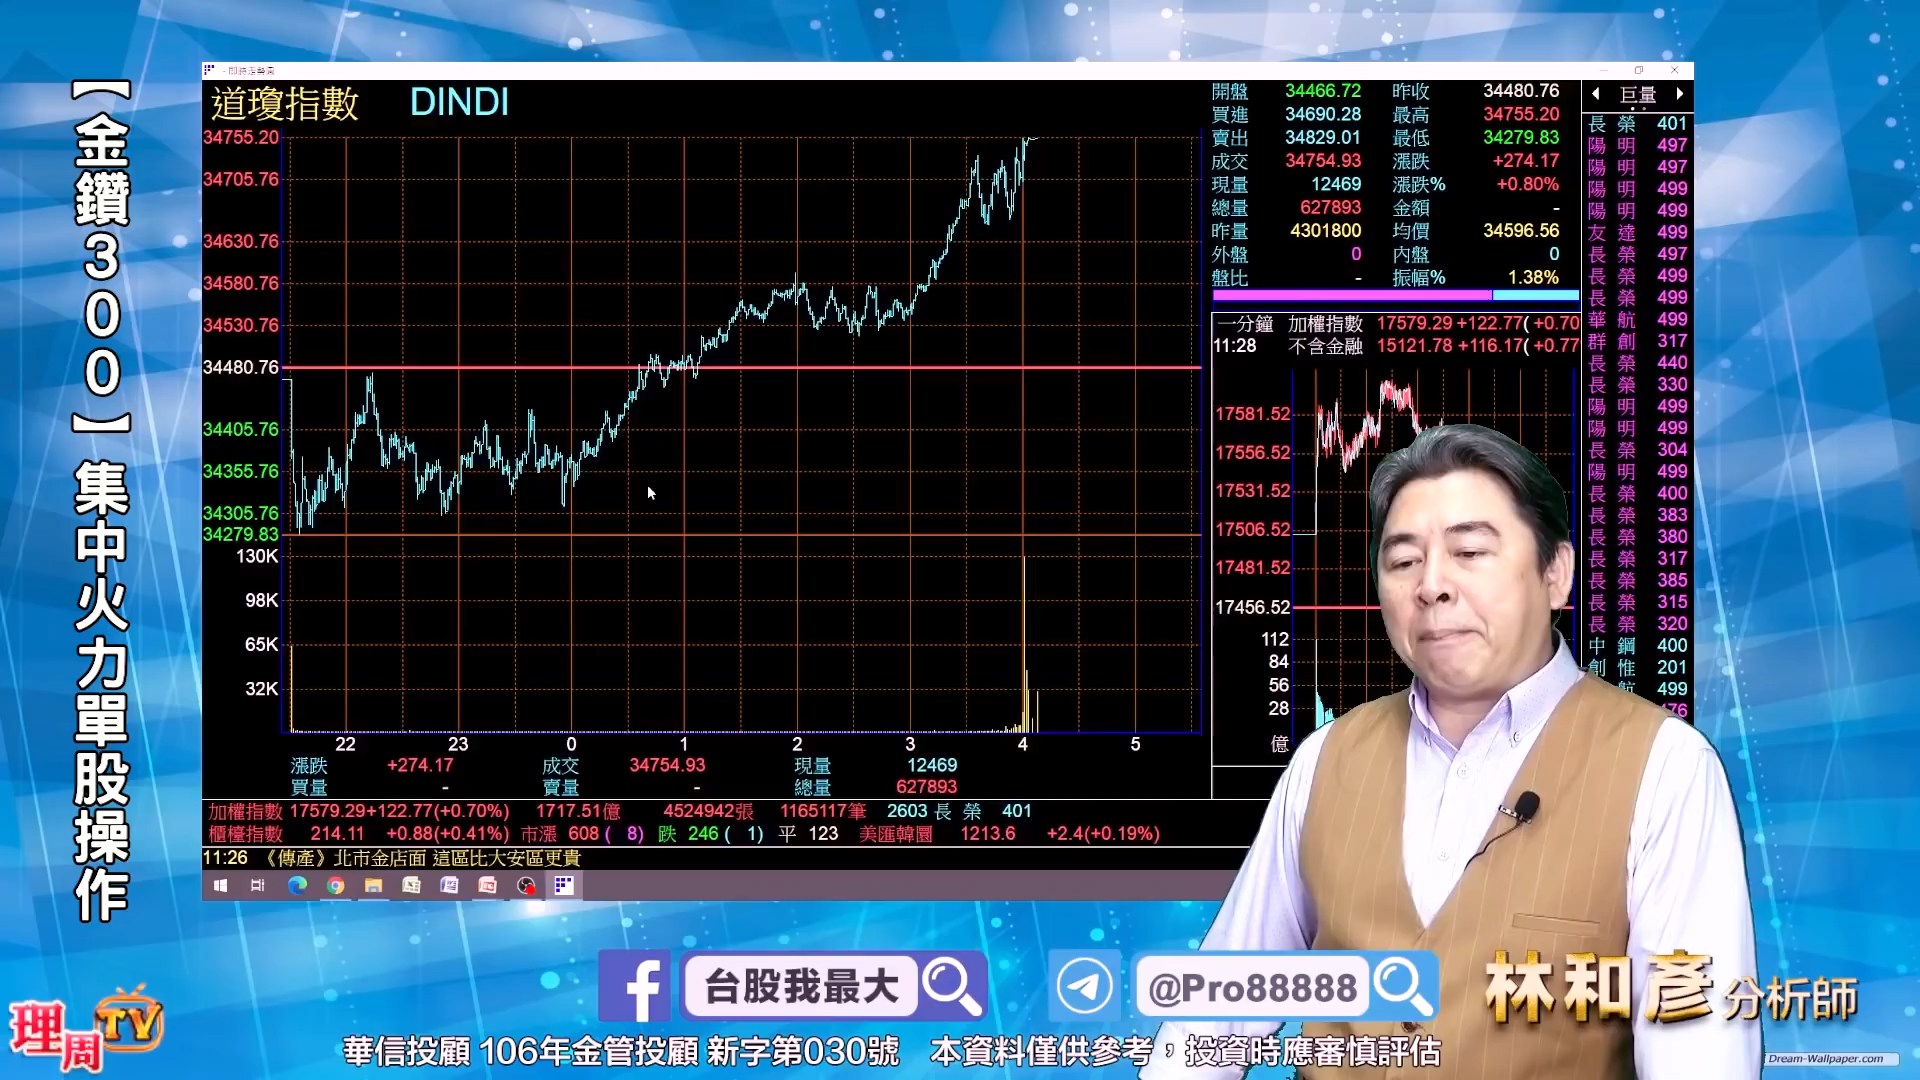 【金鑽300】集中火力單股操作
- 即時走勢圖
道瓊指數 DINDI
34755.20
34705.76
34630.76
34580.76
34530.76
34480.76
34405.76
34355.76
34305.76
34279.83
130K
98K
65K
32K
22 23 0 1 2 3 4 5
漲跌 +274.17 成交 34754.93 現量 12469
買量 - 賣量 - 總量 627893
開盤 34466.72 昨收 34480.76
買進 34690.28 最高 34755.20
賣出 34829.01 最低 34279.83
成交 34754.93 漲跌 +274.17
現量 12469 漲跌% +0.80%
總量 627893 金額 -
昨量 4301800 均價 34596.56
外盤 0 內盤 0
盤比 - 振幅% 1.38%
一分鐘 加權指數 17579.29 +122.77( +0.70
11:28 不含金融 15121.78 +116.17( +0.77
17581.52
17556.52
17531.52
17506.52
17481.52
17456.52
112
84
56
28
億
巨量
長榮 401
陽明 497
陽明 497
陽明 499
陽明 499
友達 499
長榮 497
長榮 499
長榮 499
華航 499
群創 317
長榮 440
長榮 330
陽明 499
陽明 499
長榮 304
陽明 499
長榮 400
長榮 383
長榮 380
長榮 317
長榮 385
長榮 315
長榮 320
中鋼 400
創惟 201
航 499
加權指數 17579.29+122.77(+0.70%) 1717.51億 4524942張 1165117筆 2603 長榮 401
櫃檯指數 214.11 +0.88(+0.41%) 市漲 608 ( 8) 跌 246 ( 1) 平 123 美匯韓圜 1213.6 +2.4(+0.19%)
11:26 《傳產》北市金店面 這區比大安區更貴
台股我最大
@Pro88888
林和彥分析師
理周TV
華信投顧 106年金管投顧 新字第030號 本資料僅供參考，投資時應審慎評估
Dream-Wallpaper.com